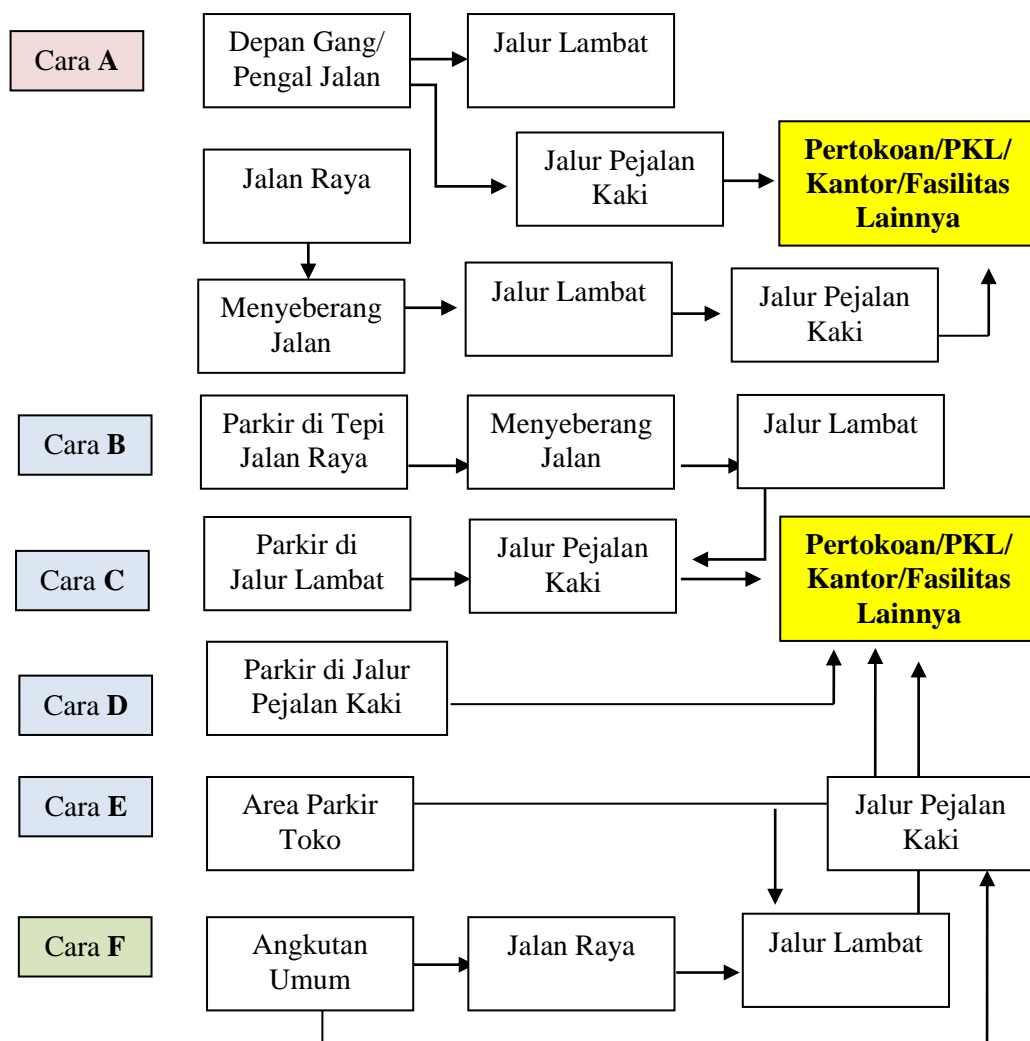 Cara A
Depan Gang/
Pengal Jalan
Jalur Lambat
Jalan Raya
Jalur Pejalan
Kaki
Pertokoan/PKL/
Kantor/Fasilitas
Lainnya
Menyeberang
Jalan
Jalur Lambat
Jalur Pejalan
Kaki
Cara B
Parkir di Tepi
Jalan Raya
Menyeberang
Jalan
Jalur Lambat
Cara C
Parkir di
Jalur Lambat
Jalur Pejalan
Kaki
Pertokoan/PKL/
Kantor/Fasilitas
Lainnya
Cara D
Parkir di Jalur
Pejalan Kaki
Cara E
Area Parkir
Toko
Jalur Pejalan
Kaki
Cara F
Angkutan
Umum
Jalan Raya
Jalur Lambat